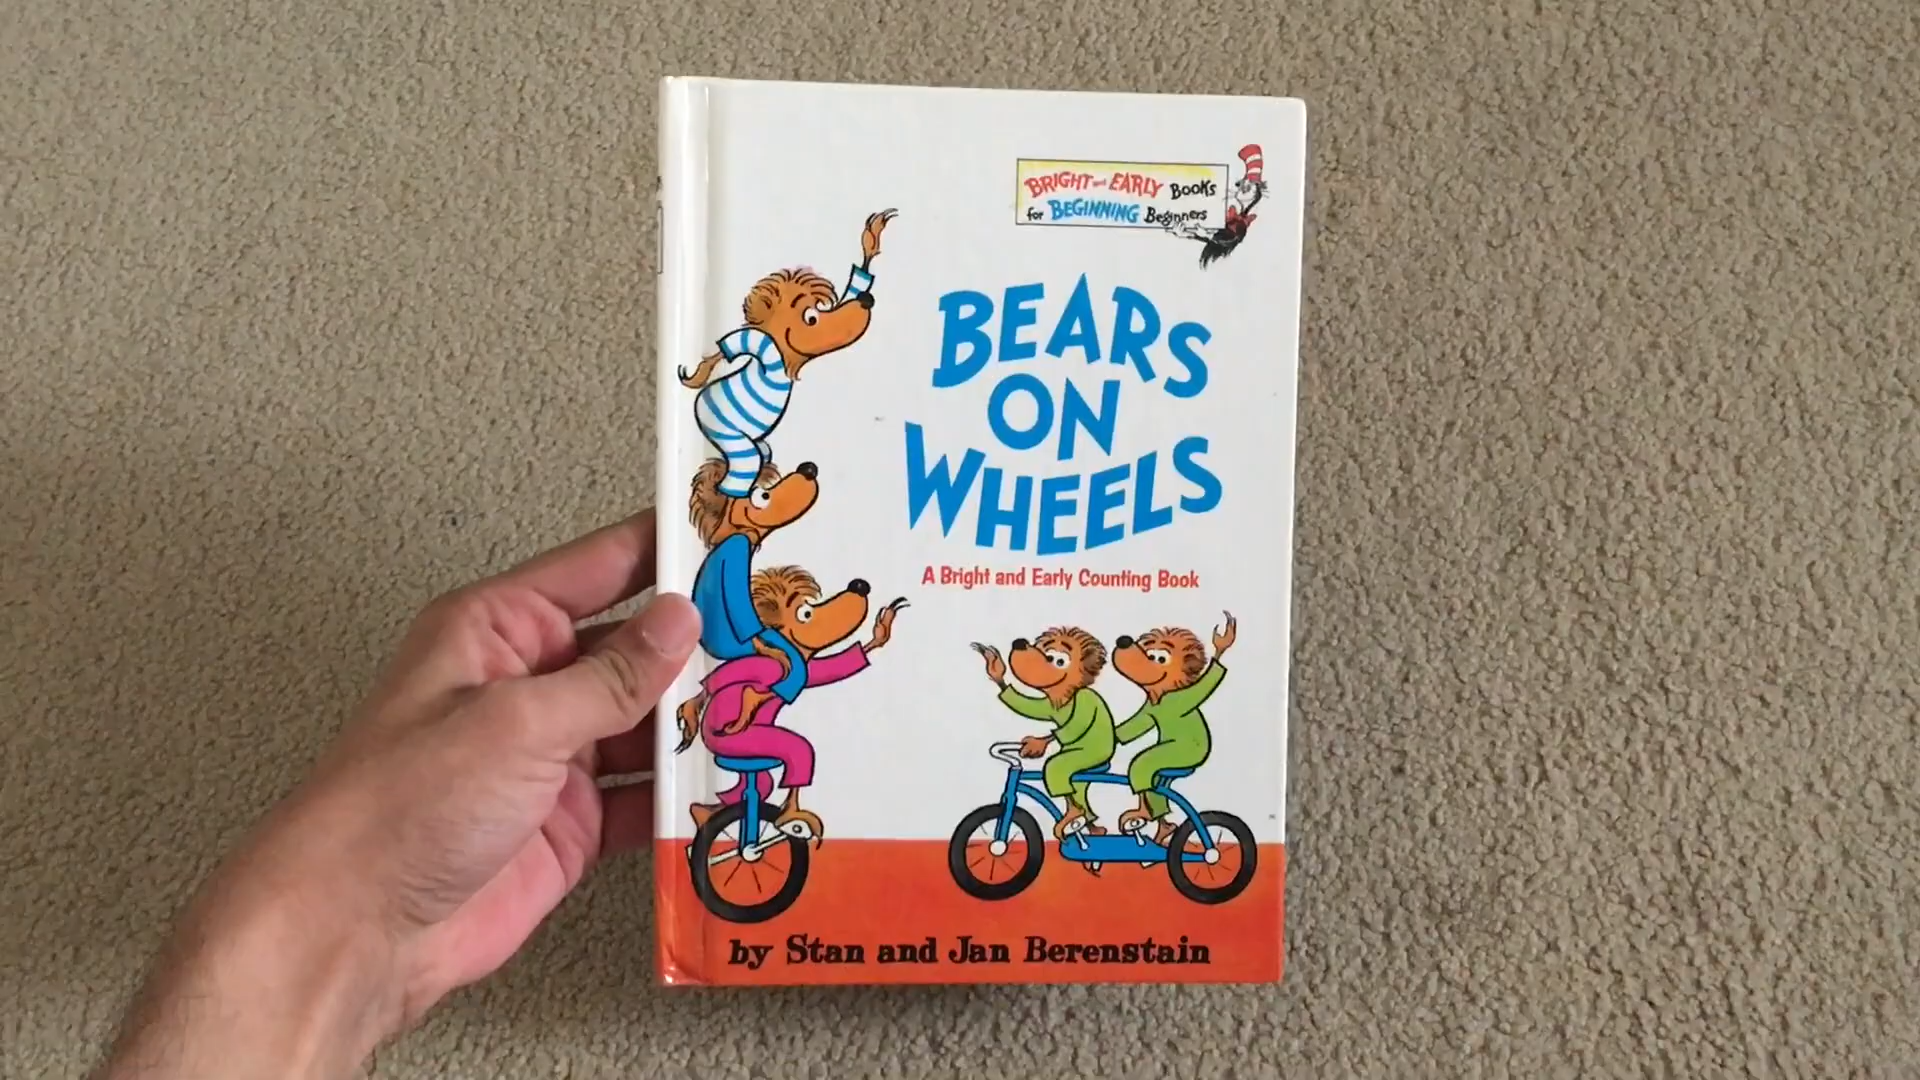 BRIGHT and EARLY BOOKS
for BEGINNING Beginners
BEARS
ON
WHEELS
A Bright and Early Counting Book
by Stan and Jan Berenstain